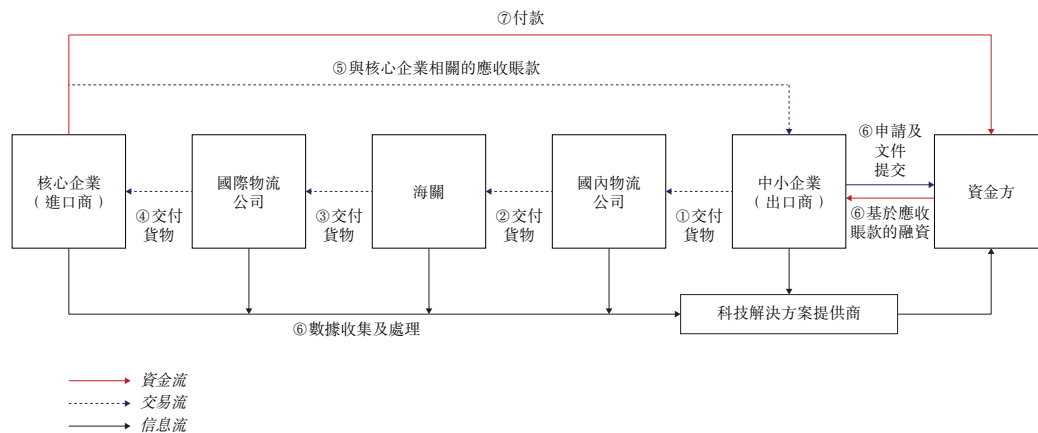 ⑦付款
⑤與核心企業相關的應收賬款
核心企業
（進口商）
④交付
貨物
國際物流
公司
③交付
貨物
海關
②交付
貨物
國內物流
公司
①交付
貨物
中小企業
（出口商）
⑥申請及
文件
提交
⑥基於應收
賬款的融資
資金方
⑥數據收集及處理
科技解決方案提供商
資金流
交易流
信息流